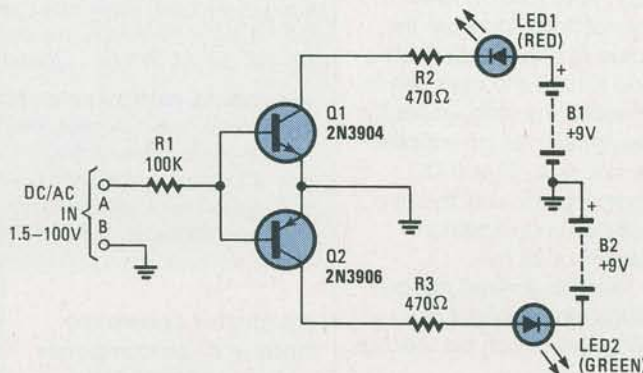 LED1
(RED)
R2
470Ω
+
B1
+9V
Q1
2N3904
R1
100K
DC/AC
IN
1.5–100V
A
B
+
B2
+9V
Q2
2N3906
R3
470Ω
LED2
(GREEN)